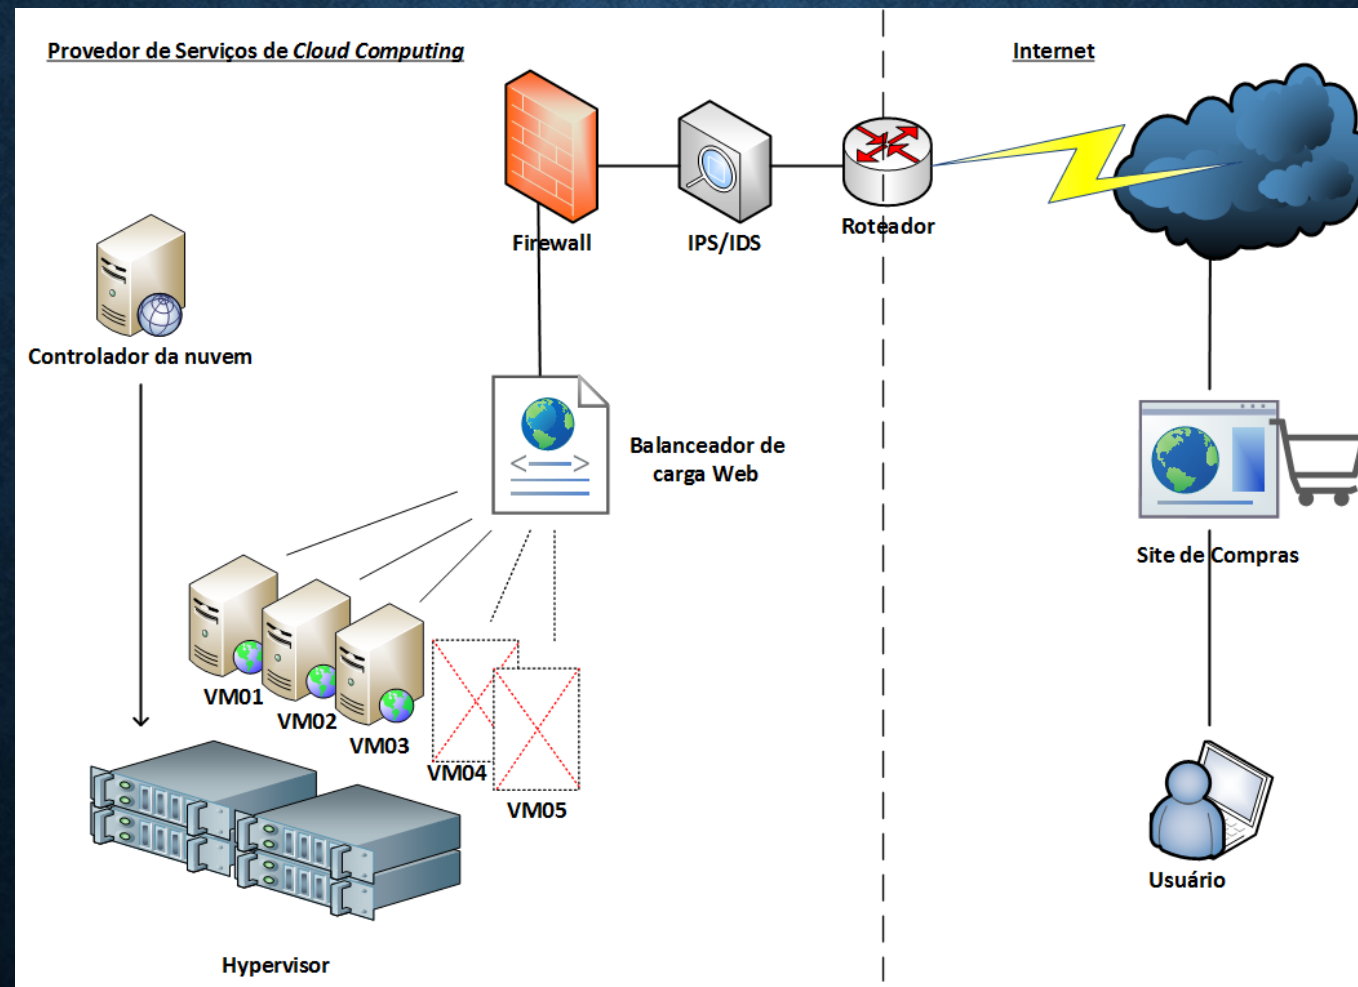 Provedor de Serviços de Cloud Computing
Internet
Firewall
IPS/IDS
Roteador
Controlador da nuvem
Balanceador de
carga Web
Site de Compras
VM01
VM02
VM03
VM04
VM05
Usuário
Hypervisor